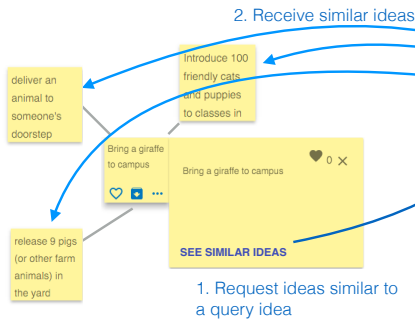 2. Receive similar ideas
Introduce 100
friendly cats
and puppies
to classes in
deliver an
animal to
someone's
doorstep
Bring a giraffe
to campus
0
Bring a giraffe to campus
SEE SIMILAR IDEAS
release 9 pigs
(or other farm
animals) in
the yard
1. Request ideas similar to
a query idea